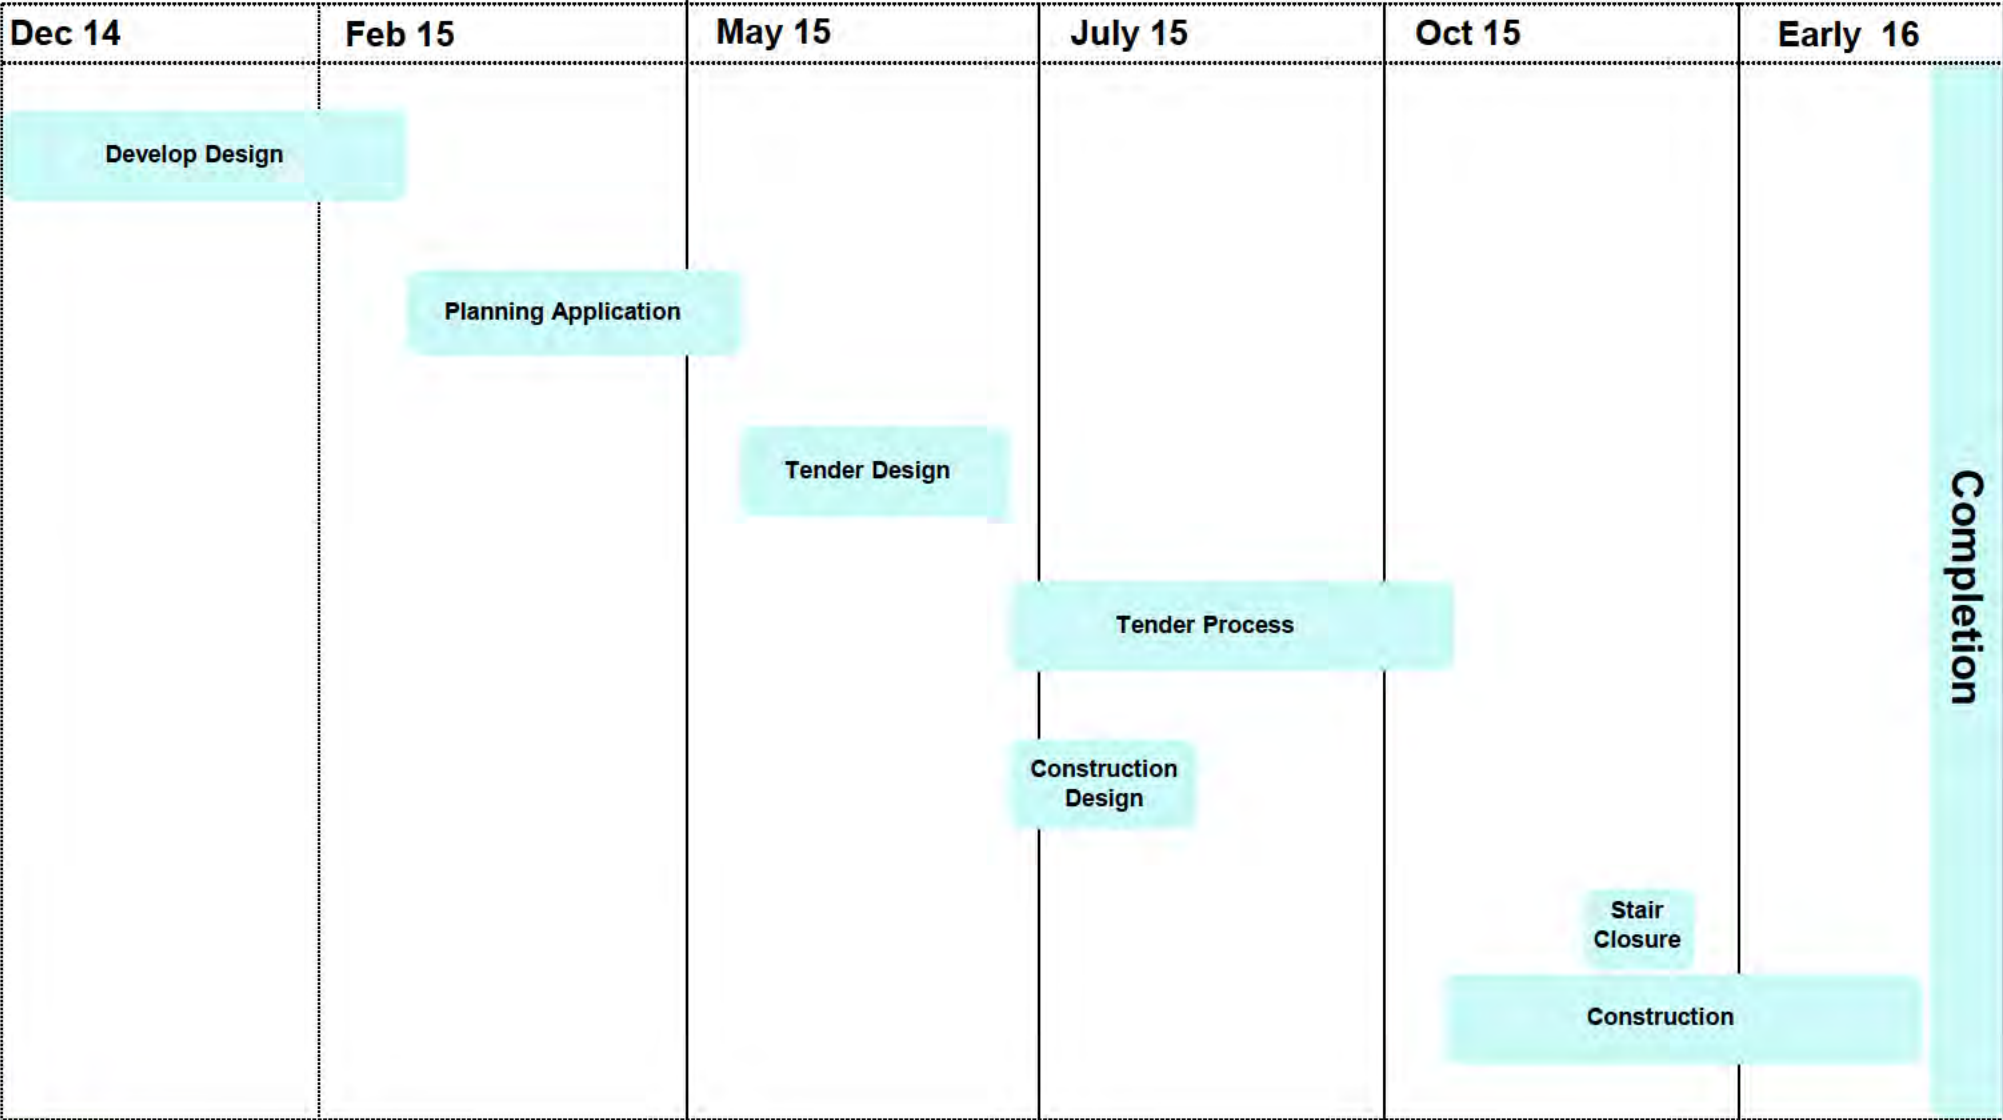 Dec 14
Feb 15
May 15
July 15
Oct 15
Early 16
Develop Design
Planning Application
Tender Design
Tender Process
Construction
Design
Stair
Closure
Construction
Completion